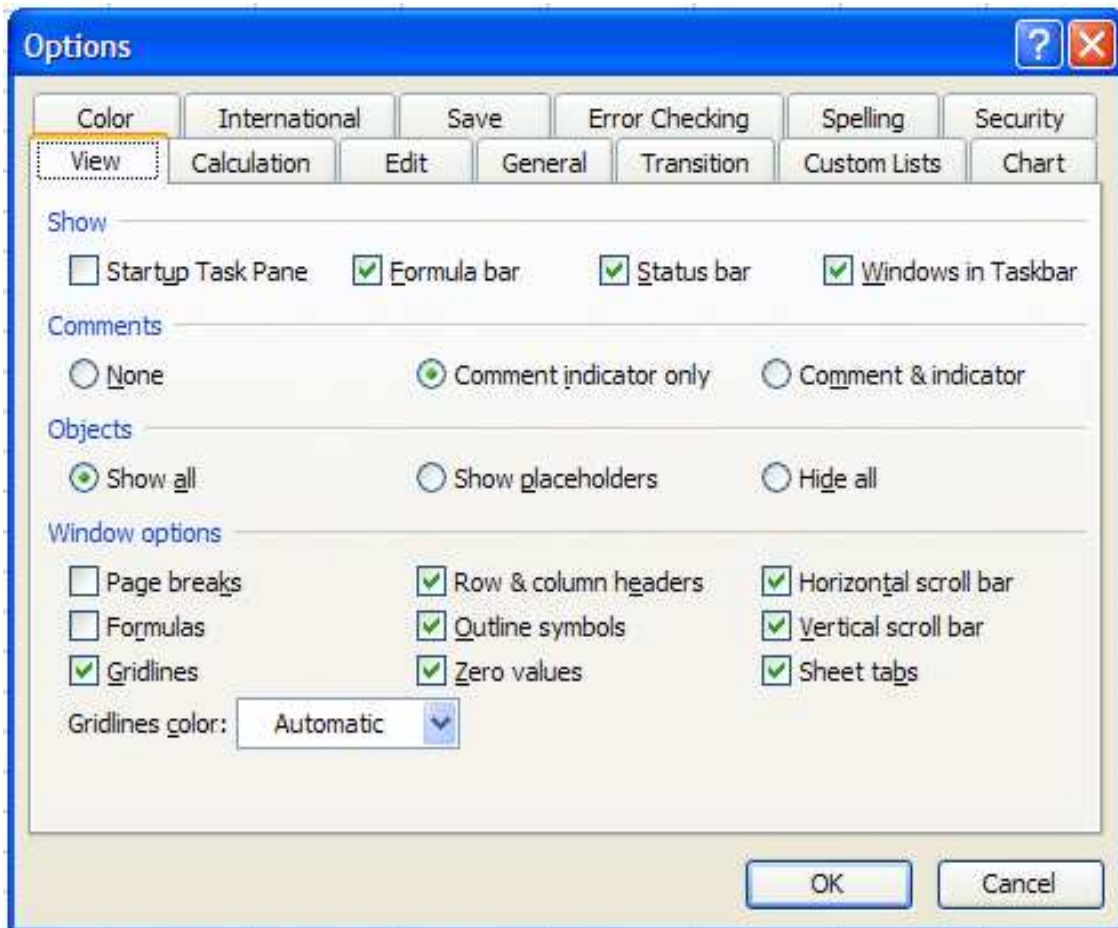 Options
Color International Save Error Checking Spelling Security
View Calculation Edit General Transition Custom Lists Chart
Show
Startup Task Pane Formula bar Status bar Windows in Taskbar
Comments
None Comment indicator only Comment & indicator
Objects
Show all Show placeholders Hide all
Window options
Page breaks Row & column headers Horizontal scroll bar
Formulas Outline symbols Vertical scroll bar
Gridlines Zero values Sheet tabs
Gridlines color: Automatic
OK Cancel